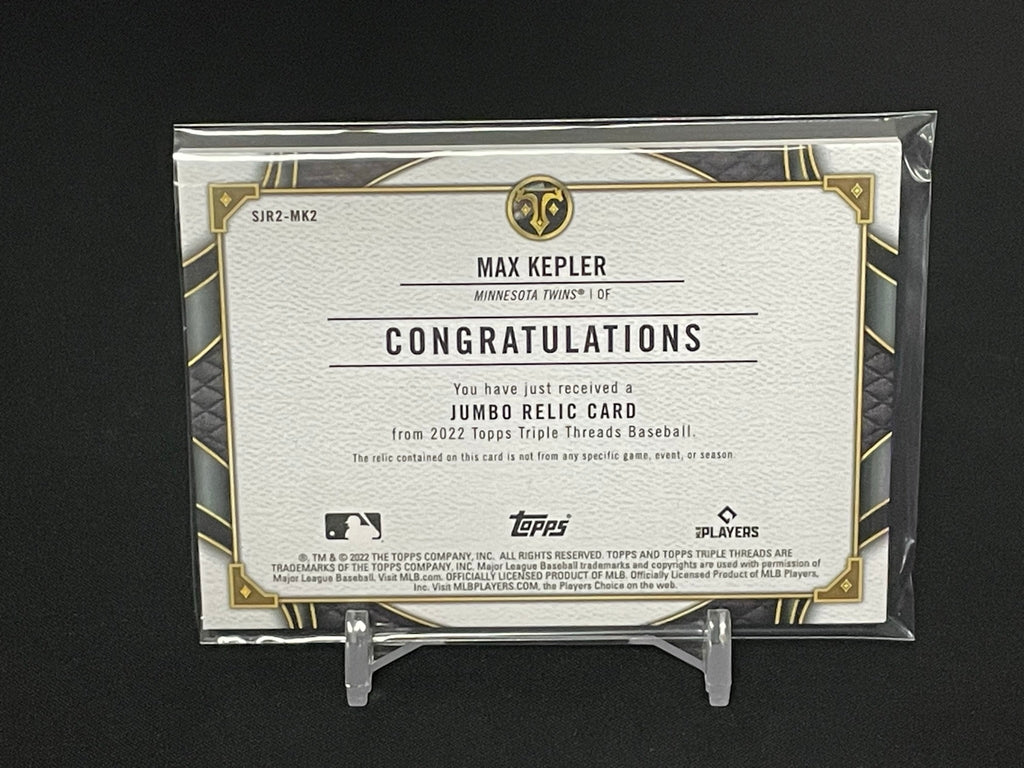 SJR2-MK2
MAX KEPLER
MINNESOTA TWINS® | OF
CONGRATULATIONS
You have just received a
JUMBO RELIC CARD
from 2022 Topps Triple Threads Baseball.
The relic contained on this card is not from any specific game, event, or season.
Topps®
MLB PLAYERS
®, TM & © 2022 THE TOPPS COMPANY, INC. ALL RIGHTS RESERVED. TOPPS AND TOPPS TRIPLE THREADS ARE
TRADEMARKS OF THE TOPPS COMPANY, INC. Major League Baseball trademarks and copyrights are used with permission of
Major League Baseball. Visit MLB.com. OFFICIALLY LICENSED PRODUCT OF MLB. Officially Licensed Product of MLB Players,
Inc. Visit MLBPLAYERS.COM, the Players Choice on the web.